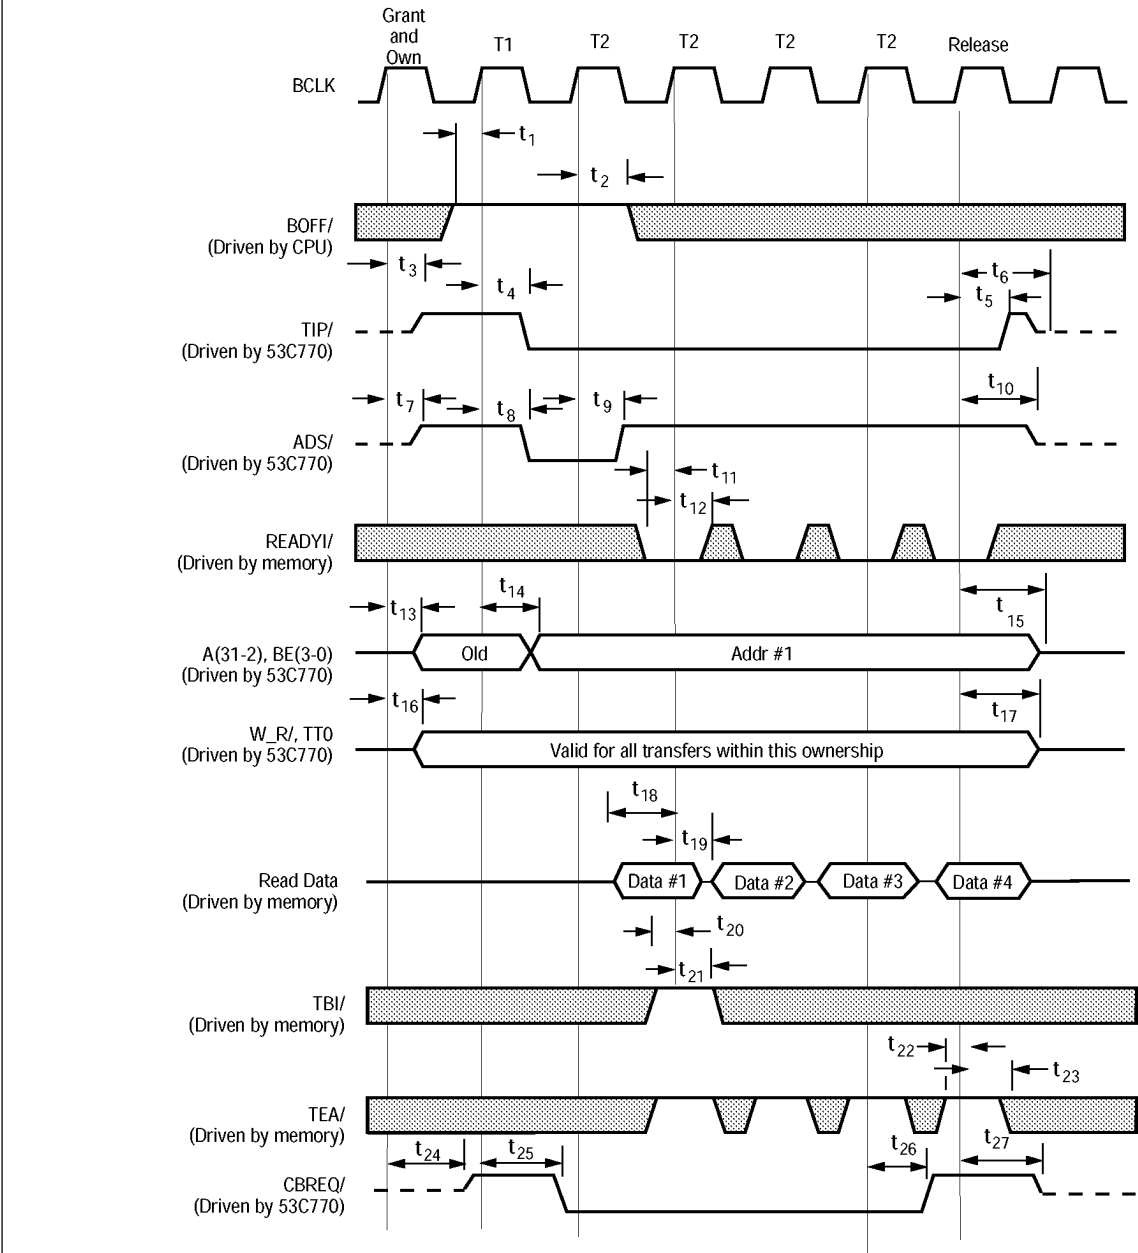 Grant
and
Own
T1
T2
T2
T2
T2
Release
BCLK
t1
t2
BOFF/
(Driven by CPU)
t3
t4
t6
t5
TIP/
(Driven by 53C770)
t7
t8
t9
t10
ADS/
(Driven by 53C770)
t11
t12
READYI/
(Driven by memory)
t13
t14
t15
A(31-2), BE(3-0)
(Driven by 53C770)
Old
Addr #1
t16
t17
W_R/, TT0
(Driven by 53C770)
Valid for all transfers within this ownership
t18
t19
Read Data
(Driven by memory)
Data #1
Data #2
Data #3
Data #4
t20
t21
TBI/
(Driven by memory)
t22
t23
TEA/
(Driven by memory)
t24
t25
t26
t27
CBREQ/
(Driven by 53C770)